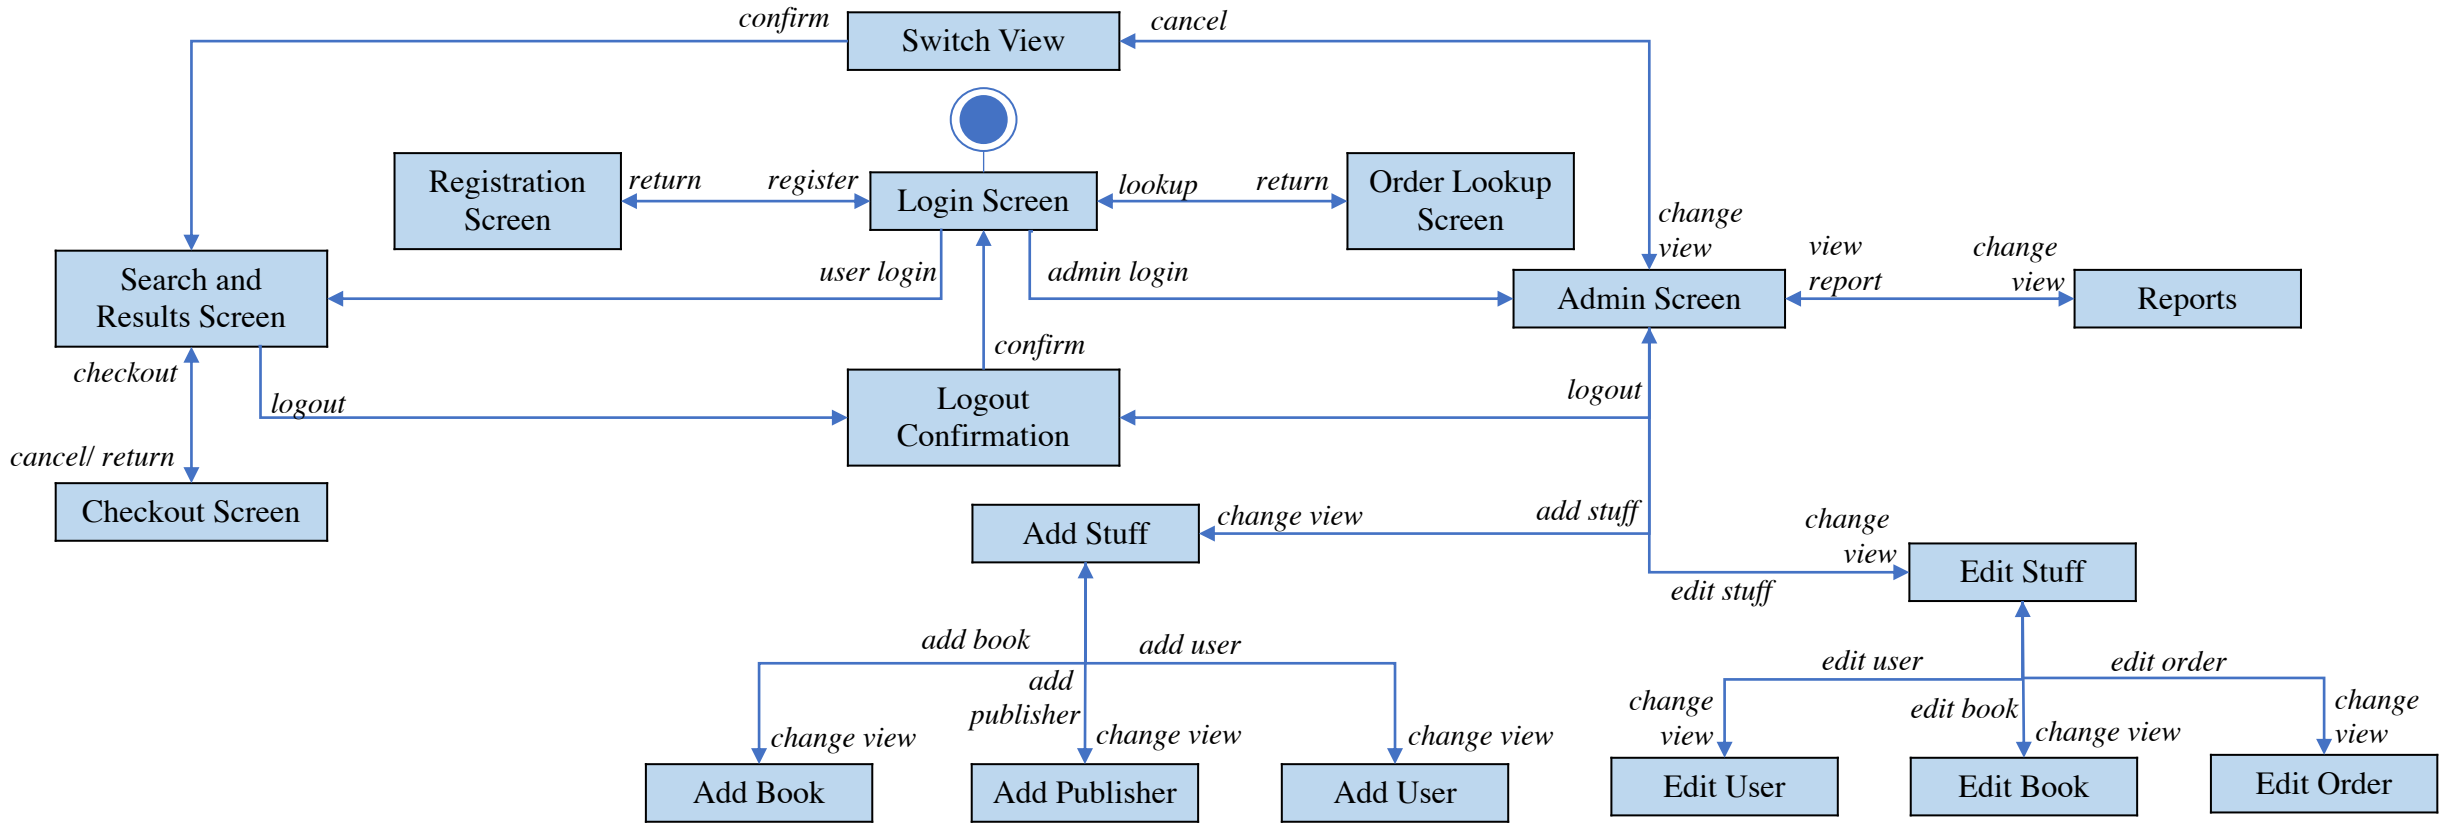 confirm
Switch View
cancel
Registration
Screen
return
register
Login Screen
lookup
return
Order Lookup
Screen
change
view
view
report
change
view
Search and
Results Screen
user login
admin login
Admin Screen
Reports
confirm
checkout
logout
Logout
Confirmation
logout
cancel/ return
Checkout Screen
Add Stuff
change view
add stuff
change
view
edit stuff
Edit Stuff
add book
add user
add
publisher
change view
change view
change view
edit user
edit order
change
view
edit book
change view
change
view
Add Book
Add Publisher
Add User
Edit User
Edit Book
Edit Order